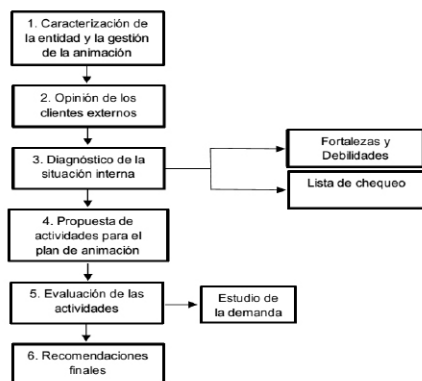 1. Caracterización de
la entidad y la gestión
de la animación
2. Opinión de los
clientes externos
3. Diagnóstico de la
situación interna
Fortalezas y
Debilidades
Lista de chequeo
4. Propuesta de
actividades para el
plan de animación
5. Evaluación de las
actividades
Estudio de
la demanda
6. Recomendaciones
finales